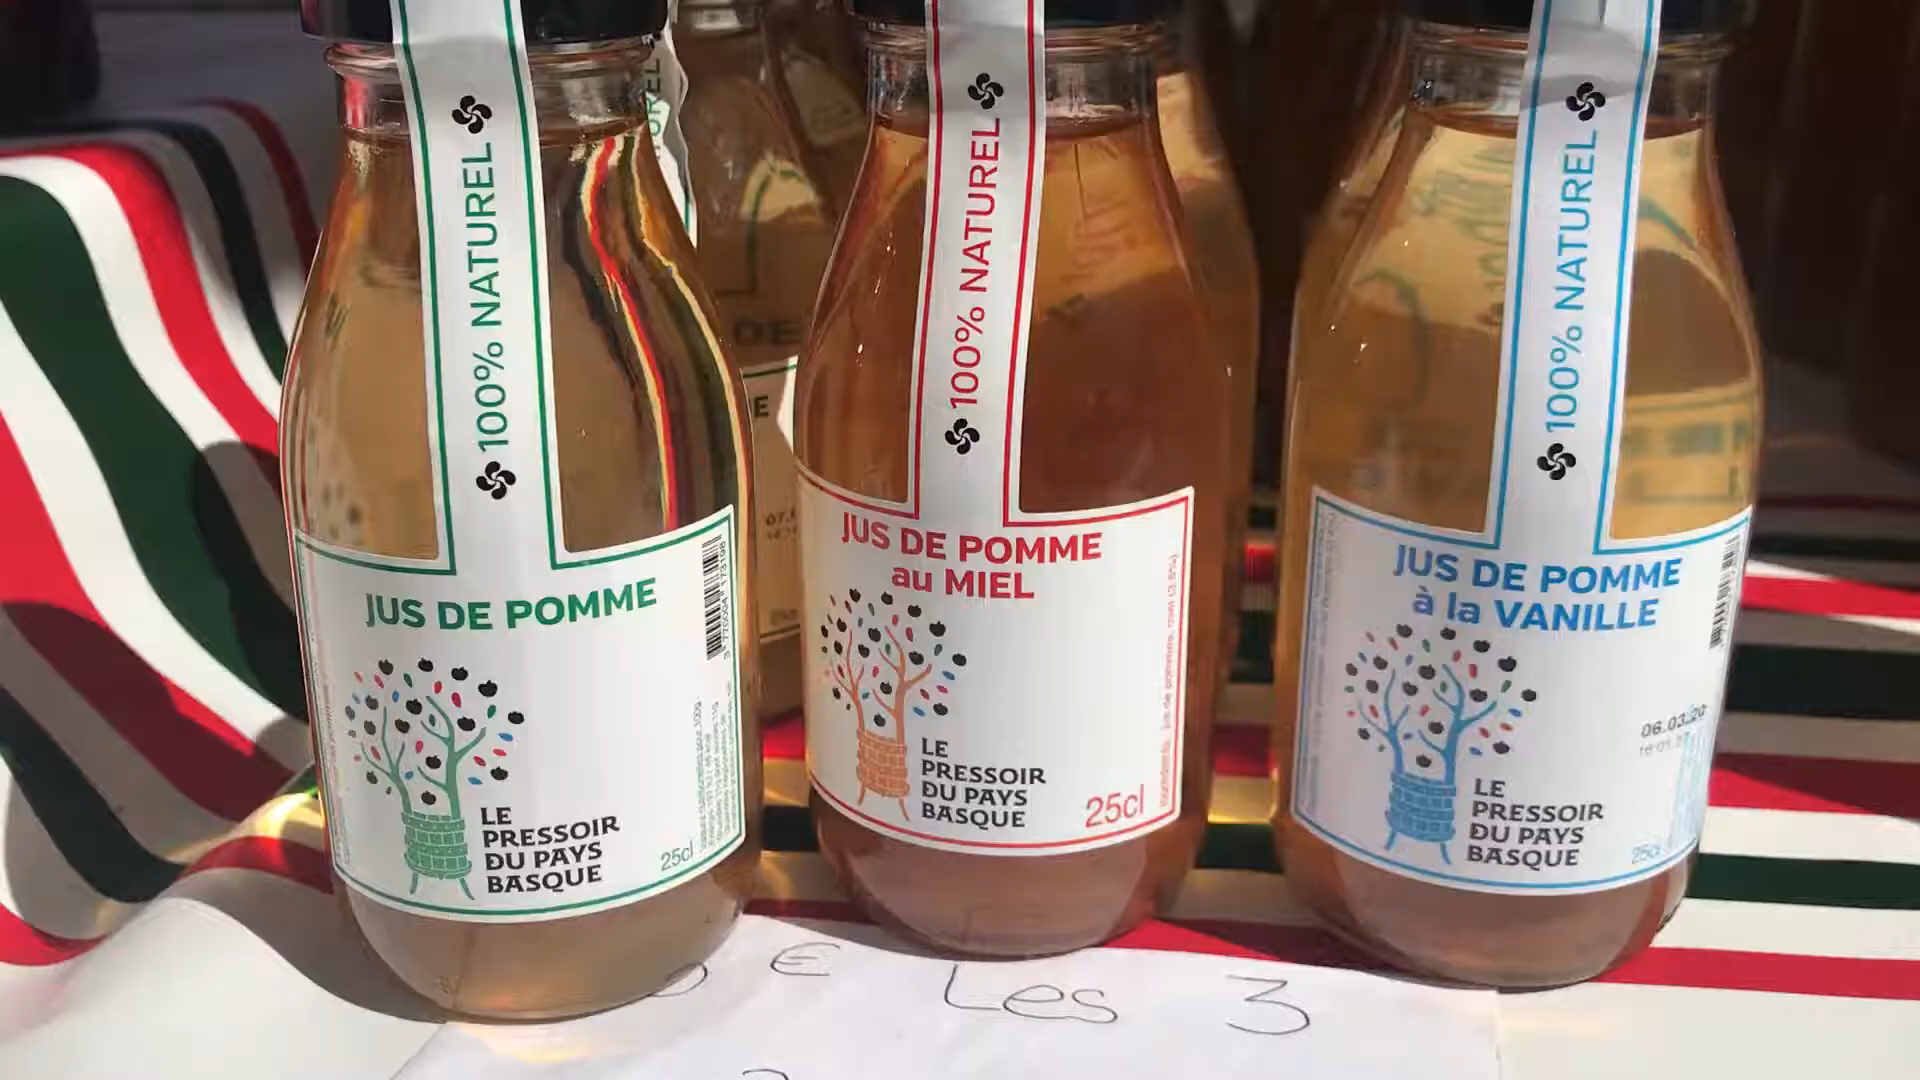 100% NATUREL
JUS DE POMME
LE
PRESSOIR
DU PAYS
BASQUE
25cl
100% NATUREL
JUS DE POMME
au MIEL
LE
PRESSOIR
DU PAYS
BASQUE
25cl
100% NATUREL
JUS DE POMME
à la VANILLE
06.03.20
LE
PRESSOIR
DU PAYS
BASQUE
25cl
€ Les 3